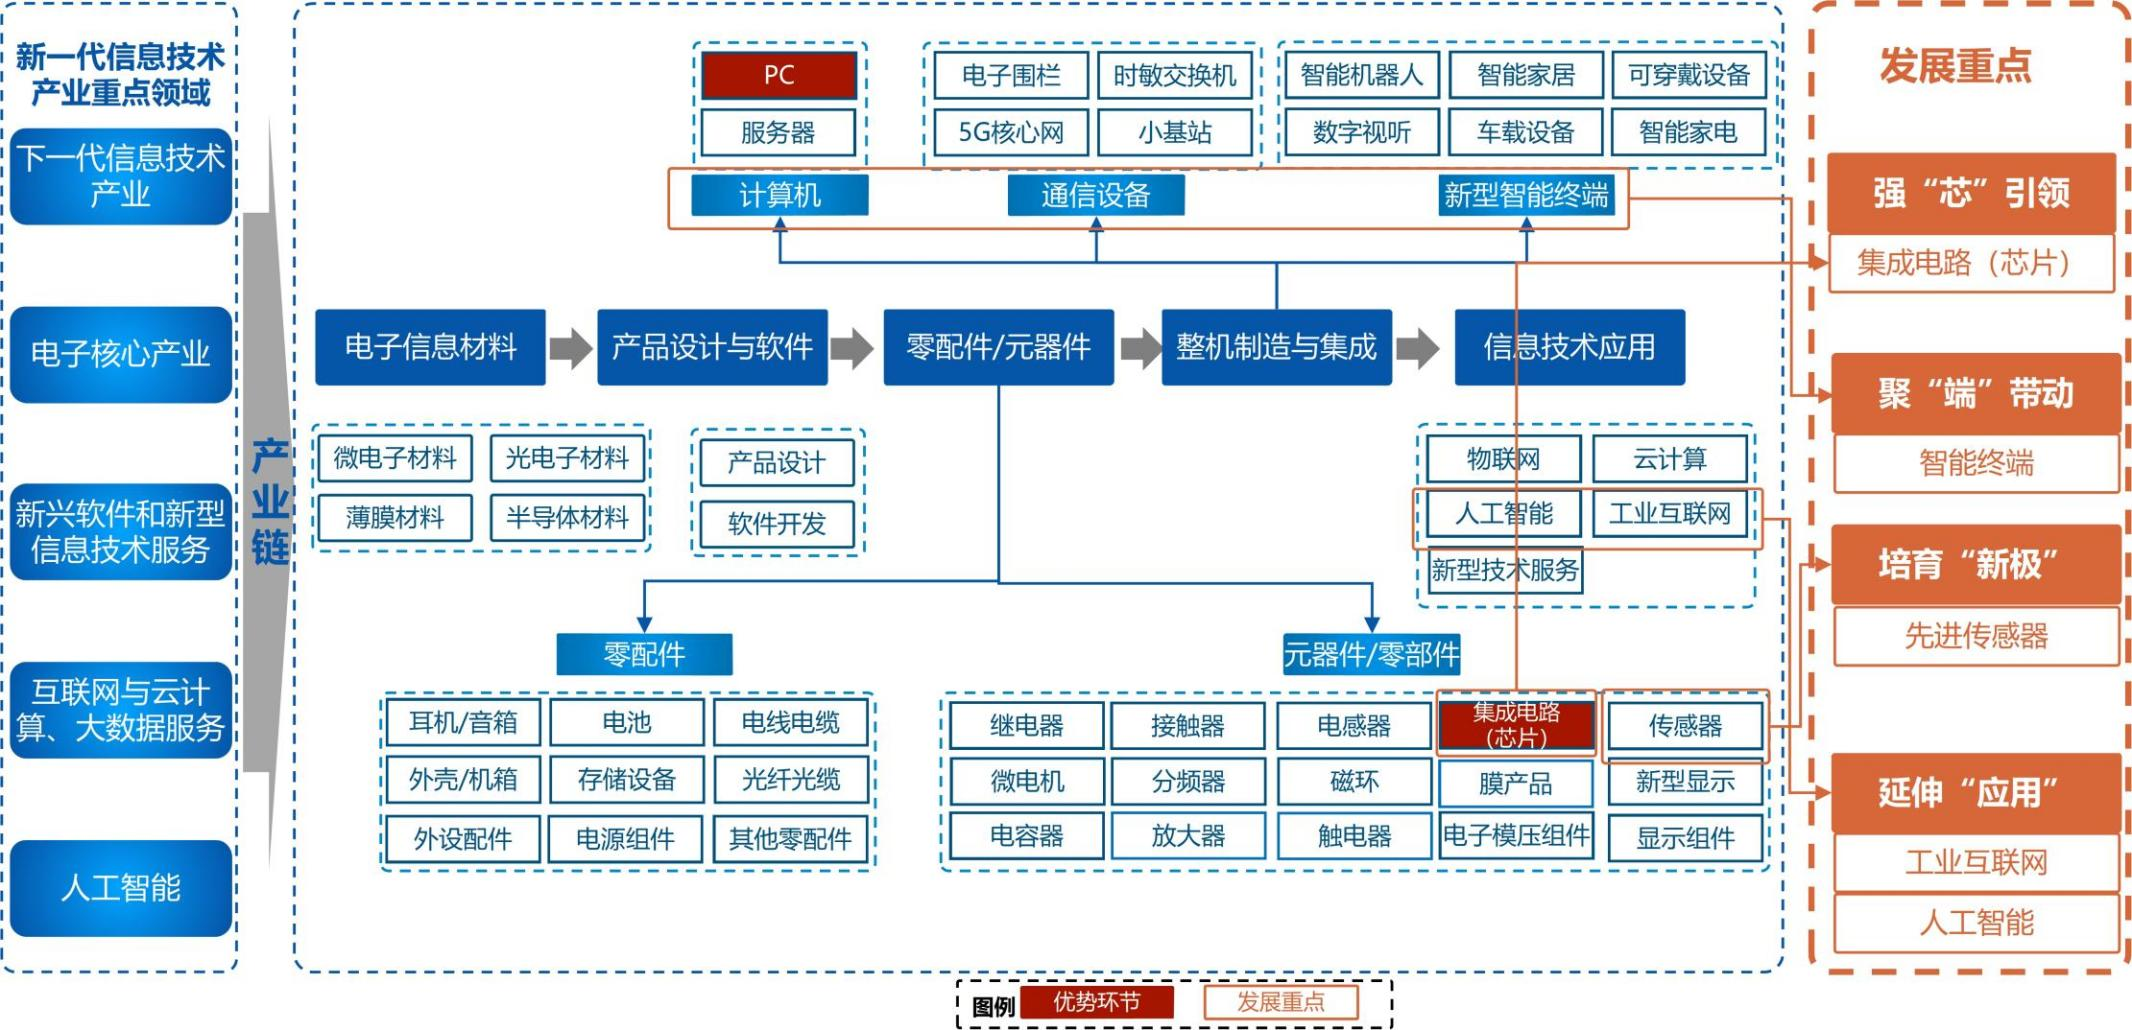 新一代信息技术
产业重点领域
下一代信息技术
产业
电子核心产业
新兴软件和新型
信息技术服务
互联网与云计
算、大数据服务
人工智能
产
业
链
PC
服务器
电子围栏
时敏交换机
5G核心网
小基站
智能机器人
智能家居
可穿戴设备
数字视听
车载设备
智能家电
计算机
通信设备
新型智能终端
电子信息材料
产品设计与软件
零配件/元器件
整机制造与集成
信息技术应用
微电子材料
光电子材料
薄膜材料
半导体材料
产品设计
软件开发
物联网
云计算
人工智能
工业互联网
新型技术服务
零配件
元器件/零部件
耳机/音箱
电池
电线电缆
外壳/机箱
存储设备
光纤光缆
外设配件
电源组件
其他零配件
继电器
接触器
电感器
集成电路
（芯片）
传感器
微电机
分频器
磁环
膜产品
新型显示
电容器
放大器
触电器
电子模压组件
显示组件
发展重点
强“芯”引领
集成电路（芯片）
聚“端”带动
智能终端
培育“新极”
先进传感器
延伸“应用”
工业互联网
人工智能
图例
优势环节
发展重点